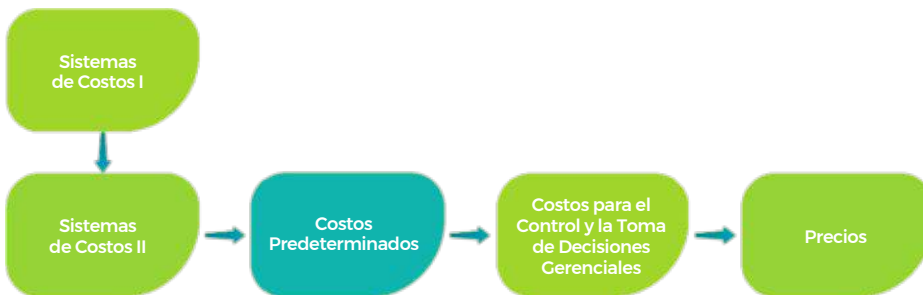 Sistemas
de Costos I
Sistemas
de Costos II
Costos
Predeterminados
Costos para el
Control y la Toma
de Decisiones
Gerenciales
Precios